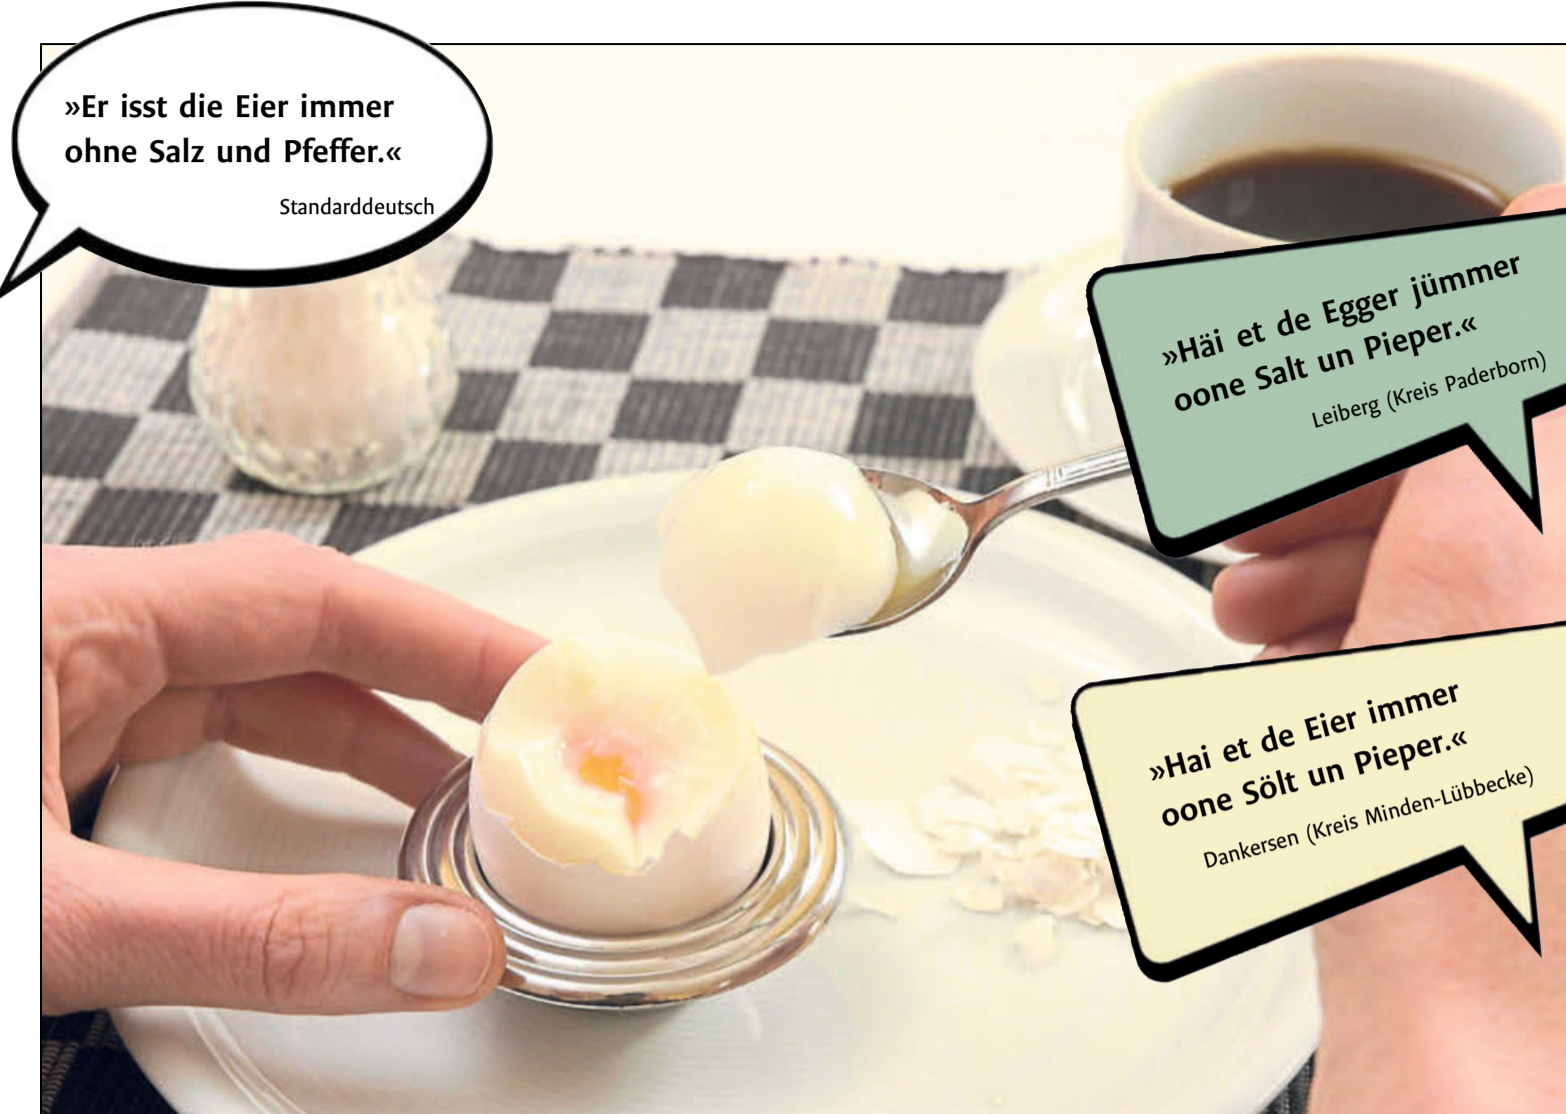 »Er isst die Eier immer
ohne Salz und Pfeffer.«
Standarddeutsch
»Häi et de Egger jümmer
oone Salt un Pieper.«
Leiberg (Kreis Paderborn)
»Hai et de Eier immer
oone Sölt un Pieper.«
Dankersen (Kreis Minden-Lübbecke)